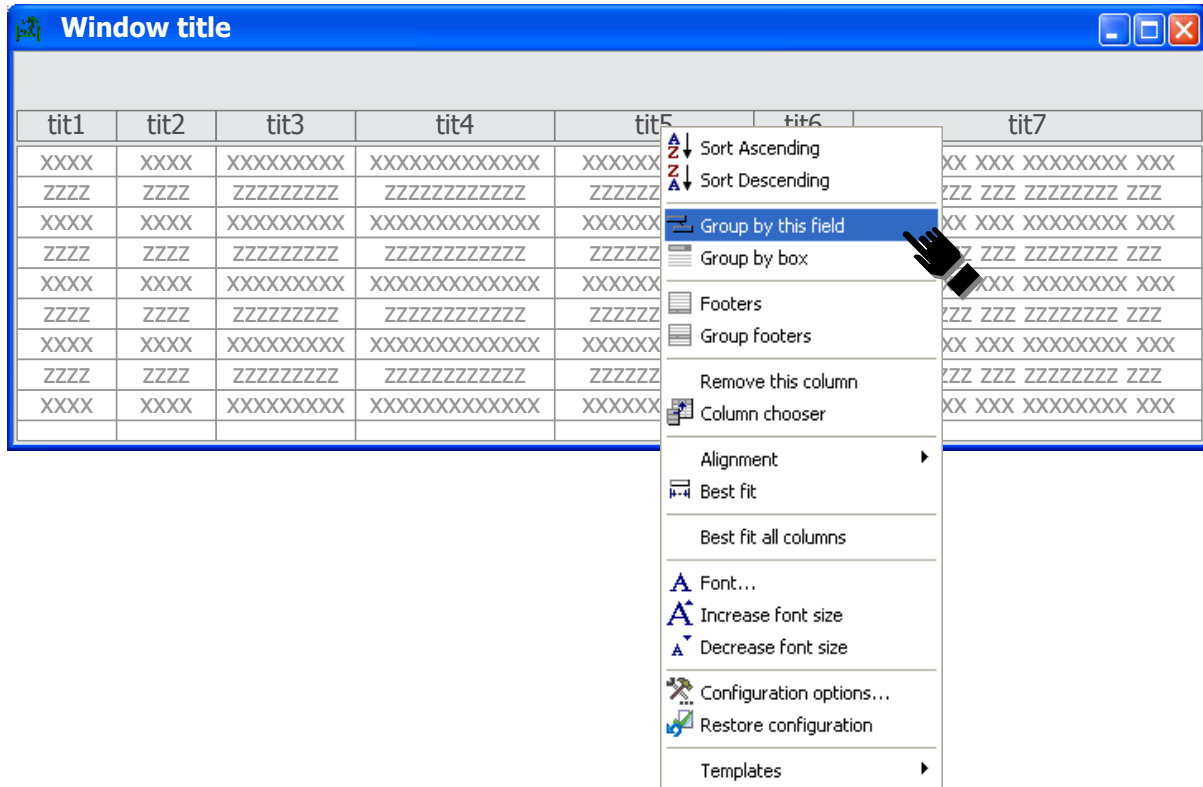 Window title
tit1 tit2 tit3 tit4 tit5 tit6 tit7
XXXX XXXX XXXXXXXXX XXXXXXXXXXXXX XXXXXX XX XXX XXXXXXXX XXX
ZZZZ ZZZZ ZZZZZZZZZ ZZZZZZZZZZZZ ZZZZZZ ZZZ ZZZ ZZZZZZZZ ZZZ
XXXX XXXX XXXXXXXXX XXXXXXXXXXXXX XXXXXX XX XXX XXXXXXXX XXX
ZZZZ ZZZZ ZZZZZZZZZ ZZZZZZZZZZZZ ZZZZZZ ZZZ ZZZZZZZZ ZZZ
XXXX XXXX XXXXXXXXX XXXXXXXXXXXXX XXXXXX XXX XXXXXXXX XXX
ZZZZ ZZZZ ZZZZZZZZZ ZZZZZZZZZZZZ ZZZZZZ ZZZ ZZZ ZZZZZZZZ ZZZ
XXXX XXXX XXXXXXXXX XXXXXXXXXXXXX XXXXXX XX XXX XXXXXXXX XXX
ZZZZ ZZZZ ZZZZZZZZZ ZZZZZZZZZZZZ ZZZZZZ ZZZ ZZZ ZZZZZZZZ ZZZ
XXXX XXXX XXXXXXXXX XXXXXXXXXXXXX XXXXXX XX XXX XXXXXXXX XXX
Sort Ascending
Sort Descending
Group by this field
Group by box
Footers
Group footers
Remove this column
Column chooser
Alignment
Best fit
Best fit all columns
Font...
Increase font size
Decrease font size
Configuration options...
Restore configuration
Templates